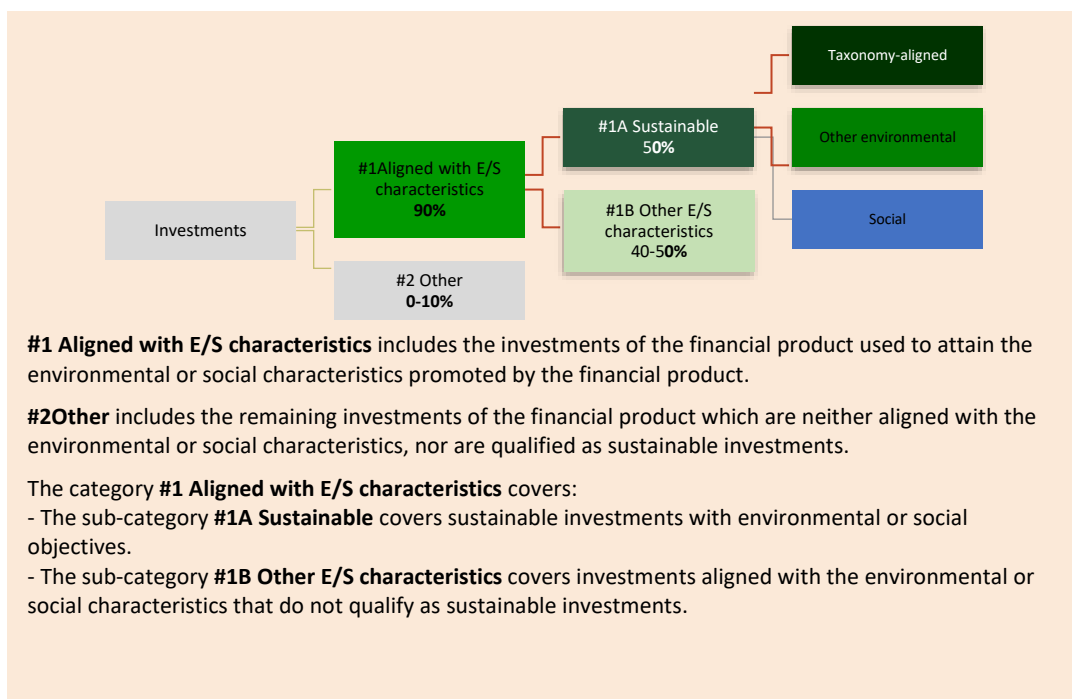 Taxonomy-aligned
#1A Sustainable
50%
Other environmental
#1Aligned with E/S
characteristics
90%
#1B Other E/S
characteristics
40-50%
Social
Investments
#2 Other
0-10%
#1 Aligned with E/S characteristics includes the investments of the financial product used to attain the
environmental or social characteristics promoted by the financial product.
#2Other includes the remaining investments of the financial product which are neither aligned with the
environmental or social characteristics, nor are qualified as sustainable investments.
The category #1 Aligned with E/S characteristics covers:
- The sub-category #1A Sustainable covers sustainable investments with environmental or social
objectives.
- The sub-category #1B Other E/S characteristics covers investments aligned with the environmental or
social characteristics that do not qualify as sustainable investments.